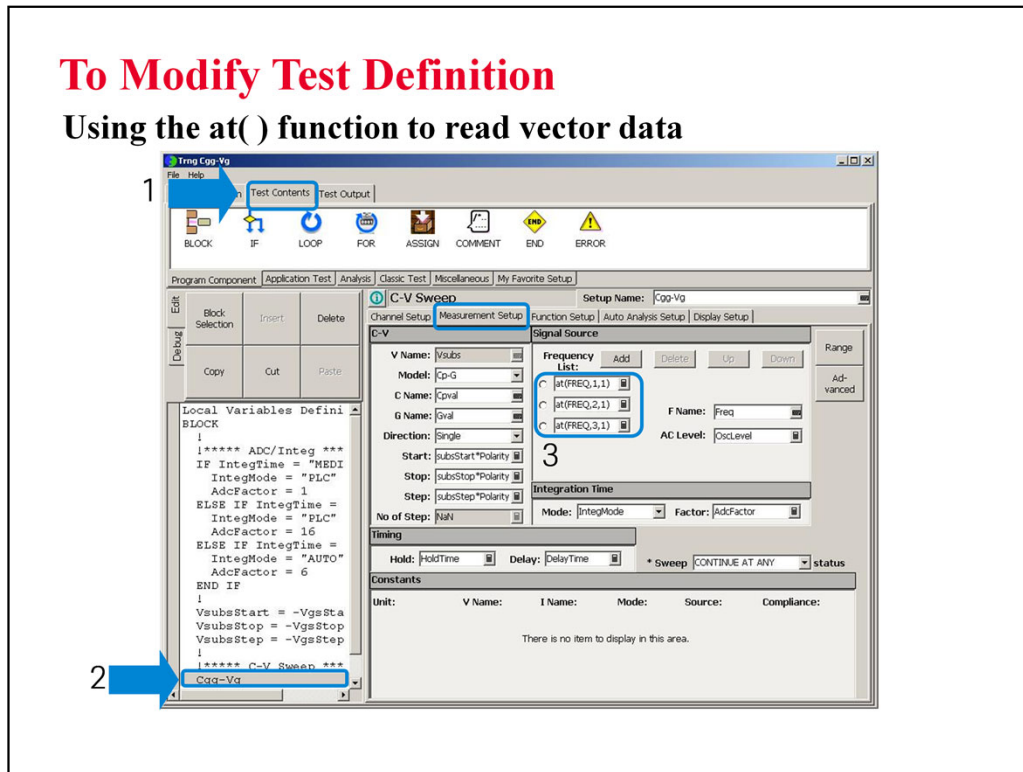 To Modify Test Definition
Using the at( ) function to read vector data
Trng Cgg-Vg
File Help
1
Test Contents
Test Output
BLOCK IF LOOP FOR ASSIGN COMMENT END ERROR
Program Component Application Test Analysis Classic Test Miscellaneous My Favorite Setup
Edit
Debug
Block Selection Insert Delete
Copy Cut Paste
Local Variables Defini
BLOCK
!
!***** ADC/Integ ***
IF IntegTime = "MEDI
IntegMode = "PLC"
AdcFactor = 1
ELSE IF IntegTime =
IntegMode = "PLC"
AdcFactor = 16
ELSE IF IntegTime =
IntegMode = "AUTO"
AdcFactor = 6
END IF
!
VsubsStart = -VgsSta
VsubsStop = -VgsStop
VsubsStep = -VgsStep
!
!***** C-V Sweep ***
2
Cgg-Vg
C-V Sweep Setup Name: Cgg-Vg
Channel Setup Measurement Setup Function Setup Auto Analysis Setup Display Setup
C-V
V Name: Vsubs
Model: Cp-G
C Name: Cpval
G Name: Gval
Direction: Single
Start: subsStart*Polarity
Stop: subsStop*Polarity
Step: subsStep*Polarity
No of Step: NaN
Signal Source
Frequency List: Add Delete Up Down
at(FREQ,1,1)
at(FREQ,2,1)
at(FREQ,3,1)
3
F Name: Freq
AC Level: OscLevel
Range
Ad-
vanced
Integration Time
Mode: IntegMode Factor: AdcFactor
Timing
Hold: HoldTime Delay: DelayTime * Sweep CONTINUE AT ANY status
Constants
Unit: V Name: I Name: Mode: Source: Compliance:
There is no item to display in this area.